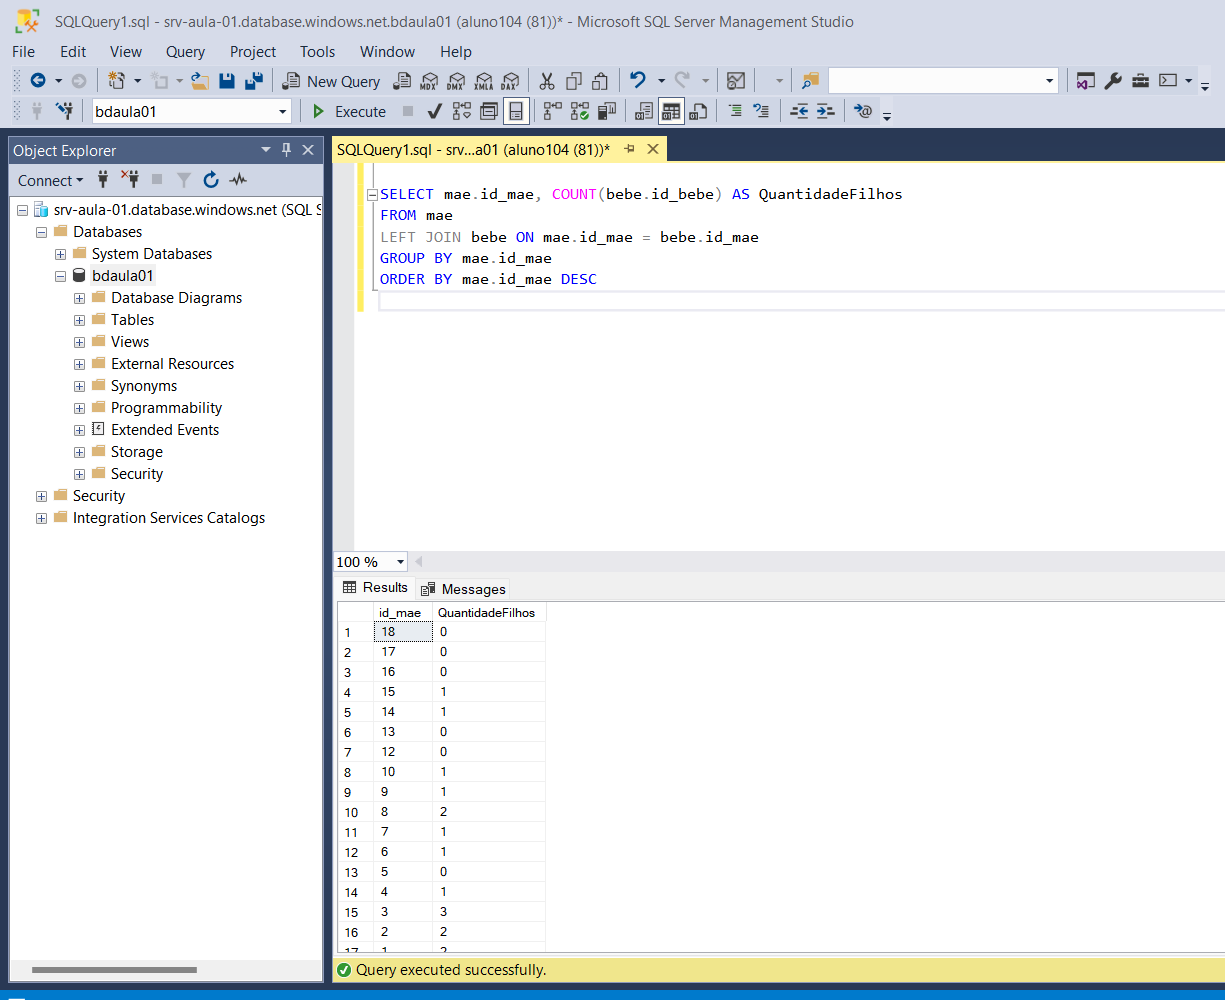 SQLQuery1.sql - srv-aula-01.database.windows.net.bdaula01 (aluno104 (81))* - Microsoft SQL Server Management Studio
File Edit View Query Project Tools Window Help
New Query MDX DMX XMLA DAX
bdaula01 Execute
Object Explorer
Connect
srv-aula-01.database.windows.net (SQL S
Databases
System Databases
bdaula01
Database Diagrams
Tables
Views
External Resources
Synonyms
Programmability
Extended Events
Storage
Security
Security
Integration Services Catalogs
SQLQuery1.sql - srv...a01 (aluno104 (81))*
SELECT mae.id_mae, COUNT(bebe.id_bebe) AS QuantidadeFilhos
FROM mae
LEFT JOIN bebe ON mae.id_mae = bebe.id_mae
GROUP BY mae.id_mae
ORDER BY mae.id_mae DESC
100 %
Results Messages
id_mae QuantidadeFilhos
1 18 0
2 17 0
3 16 0
4 15 1
5 14 1
6 13 0
7 12 0
8 10 1
9 9 1
10 8 2
11 7 1
12 6 1
13 5 0
14 4 1
15 3 3
16 2 2
17 1 2
Query executed successfully.